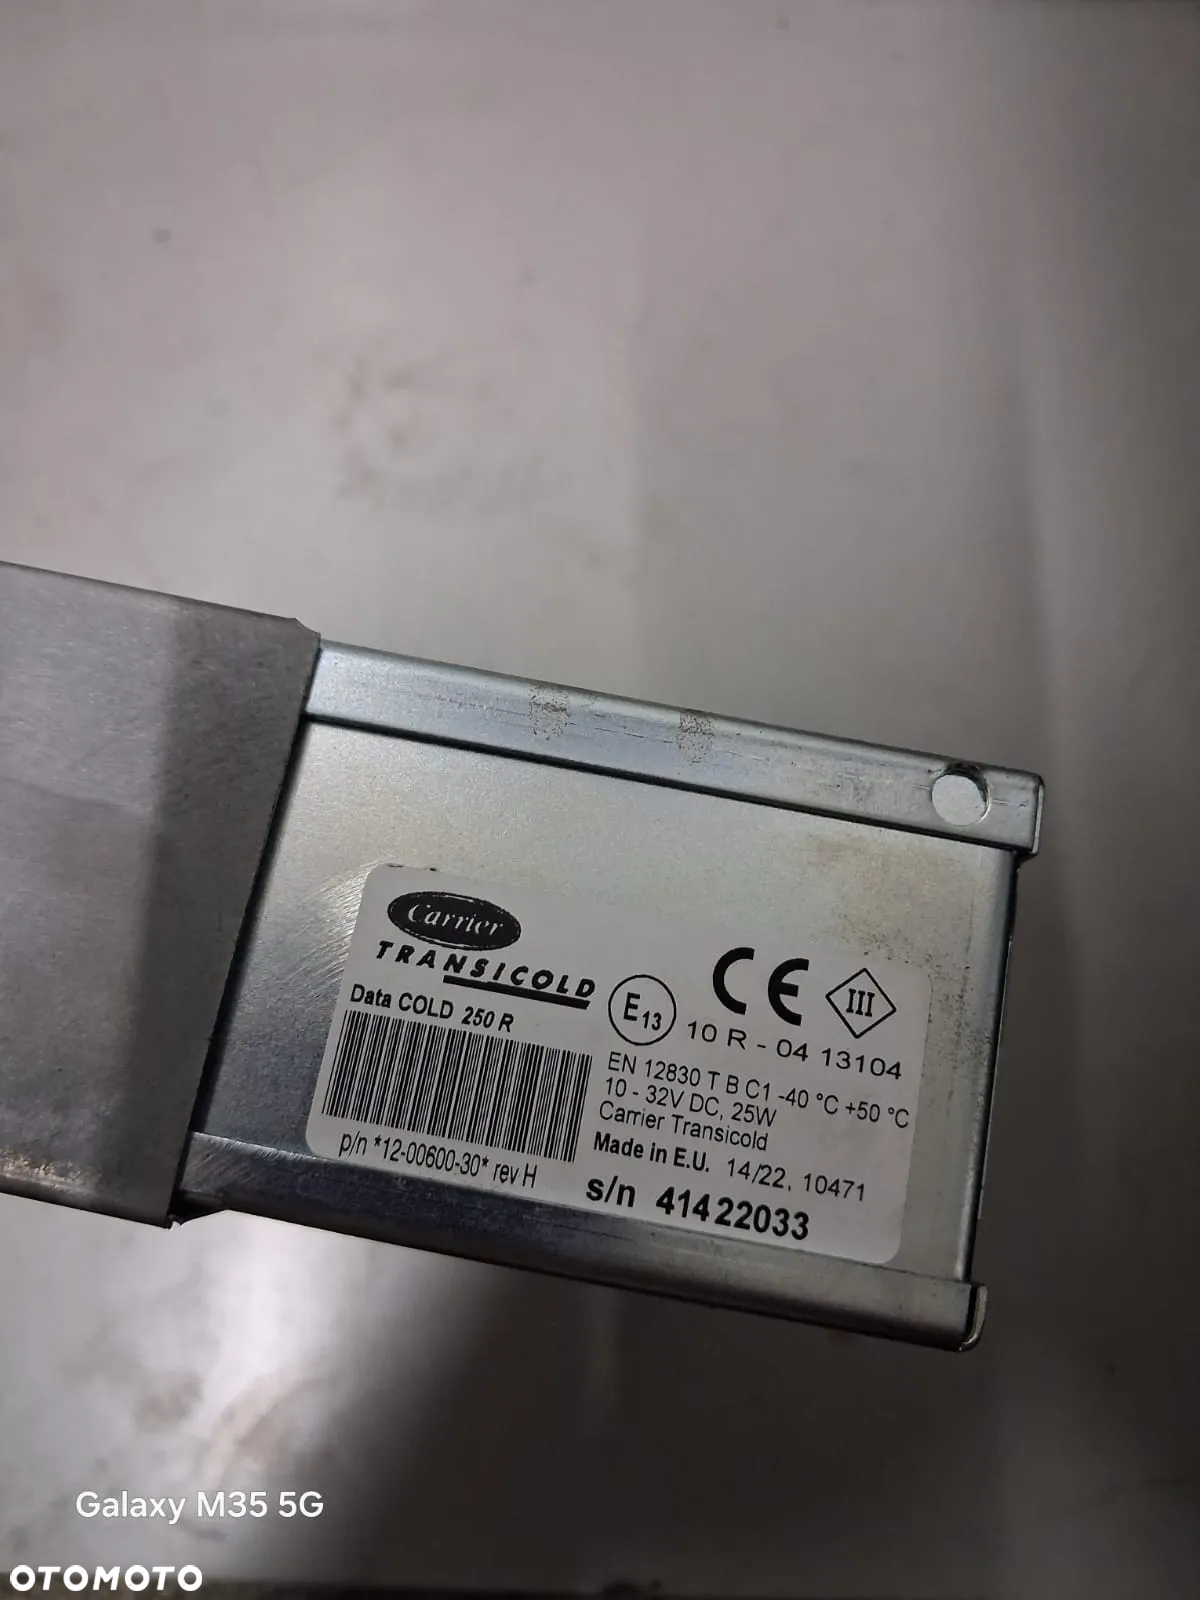 Carrier
TRANSICOLD
Data COLD 250 R
p/n *12-00600-30* rev H
E13
CE
III
10 R - 04 13104
EN 12830 T B C1 -40 °C +50 °C
10 - 32V DC, 25W
Carrier Transicold
Made in E.U. 14/22, 10471
s/n 41422033
Galaxy M35 5G
OTOMOTO